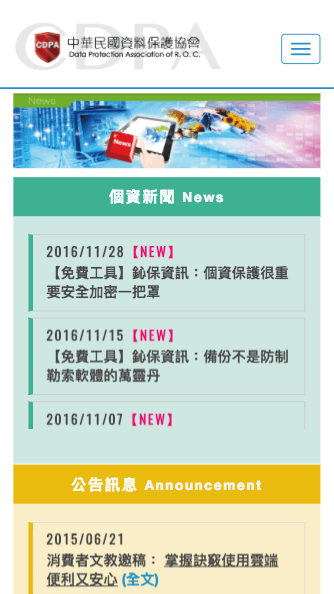 CDPA
中華民國資料保護協會
Data Protection Association of R.O.C.
News
News
個資新聞 News
2016/11/28【NEW】
【免費工具】鈊保資訊：個資保護很重
要安全加密一把罩
2016/11/15【NEW】
【免費工具】鈊保資訊：備份不是防制
勒索軟體的萬靈丹
2016/11/07【NEW】
公告訊息 Announcement
2015/06/21
消費者文教邀稿： 掌握訣竅使用雲端
便利又安心 (全文)